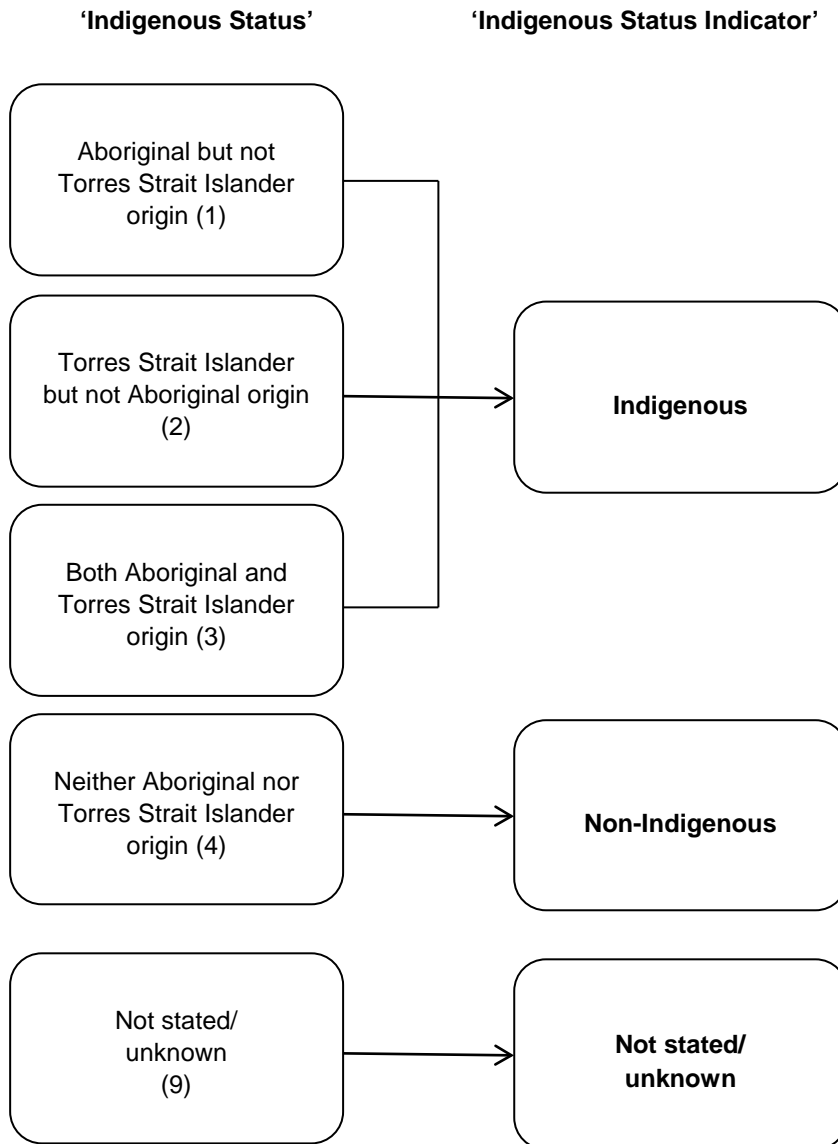 ‘Indigenous Status’
‘Indigenous Status Indicator’
Aboriginal but not
Torres Strait Islander
origin (1)
Torres Strait Islander
but not Aboriginal origin
(2)
Indigenous
Both Aboriginal and
Torres Strait Islander
origin (3)
Neither Aboriginal nor
Torres Strait Islander
origin (4)
Non-Indigenous
Not stated/
unknown
(9)
Not stated/
unknown